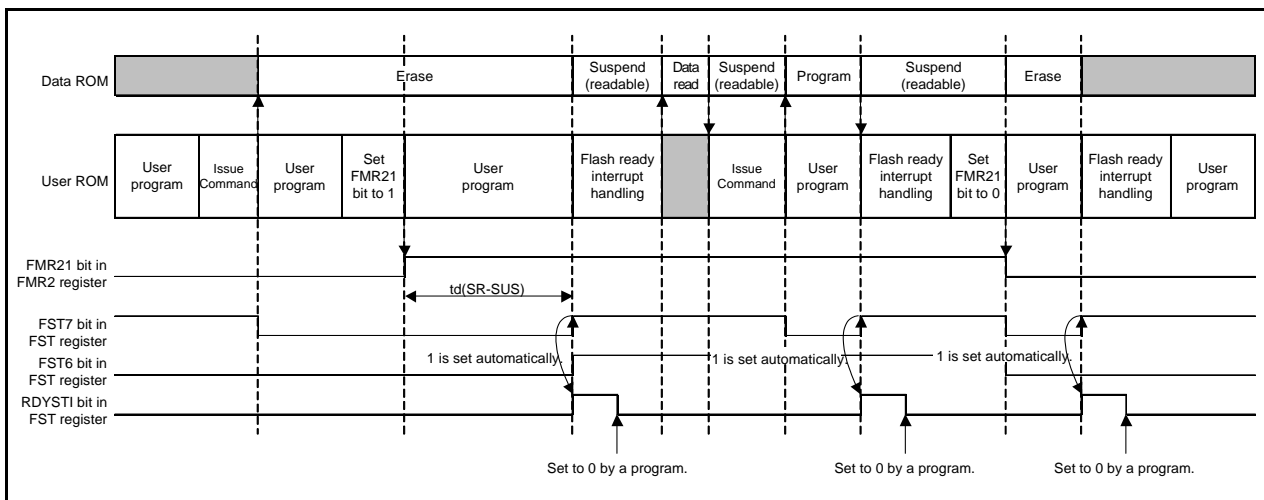 Data ROM
Erase
Suspend
(readable)
Data
read
Suspend
(readable)
Program
Suspend
(readable)
Erase
User ROM
User
program
Issue
Command
User
program
Set
FMR21
bit to 1
User
program
Flash ready
interrupt
handling
Issue
Command
User
program
Flash ready
interrupt
handling
Set
FMR21
bit to 0
User
program
Flash ready
interrupt
handling
User
program
FMR21 bit in
FMR2 register
td(SR-SUS)
FST7 bit in
FST register
1 is set automatically.
1 is set automatically.
1 is set automatically.
FST6 bit in
FST register
RDYSTI bit in
FST register
Set to 0 by a program.
Set to 0 by a program.
Set to 0 by a program.